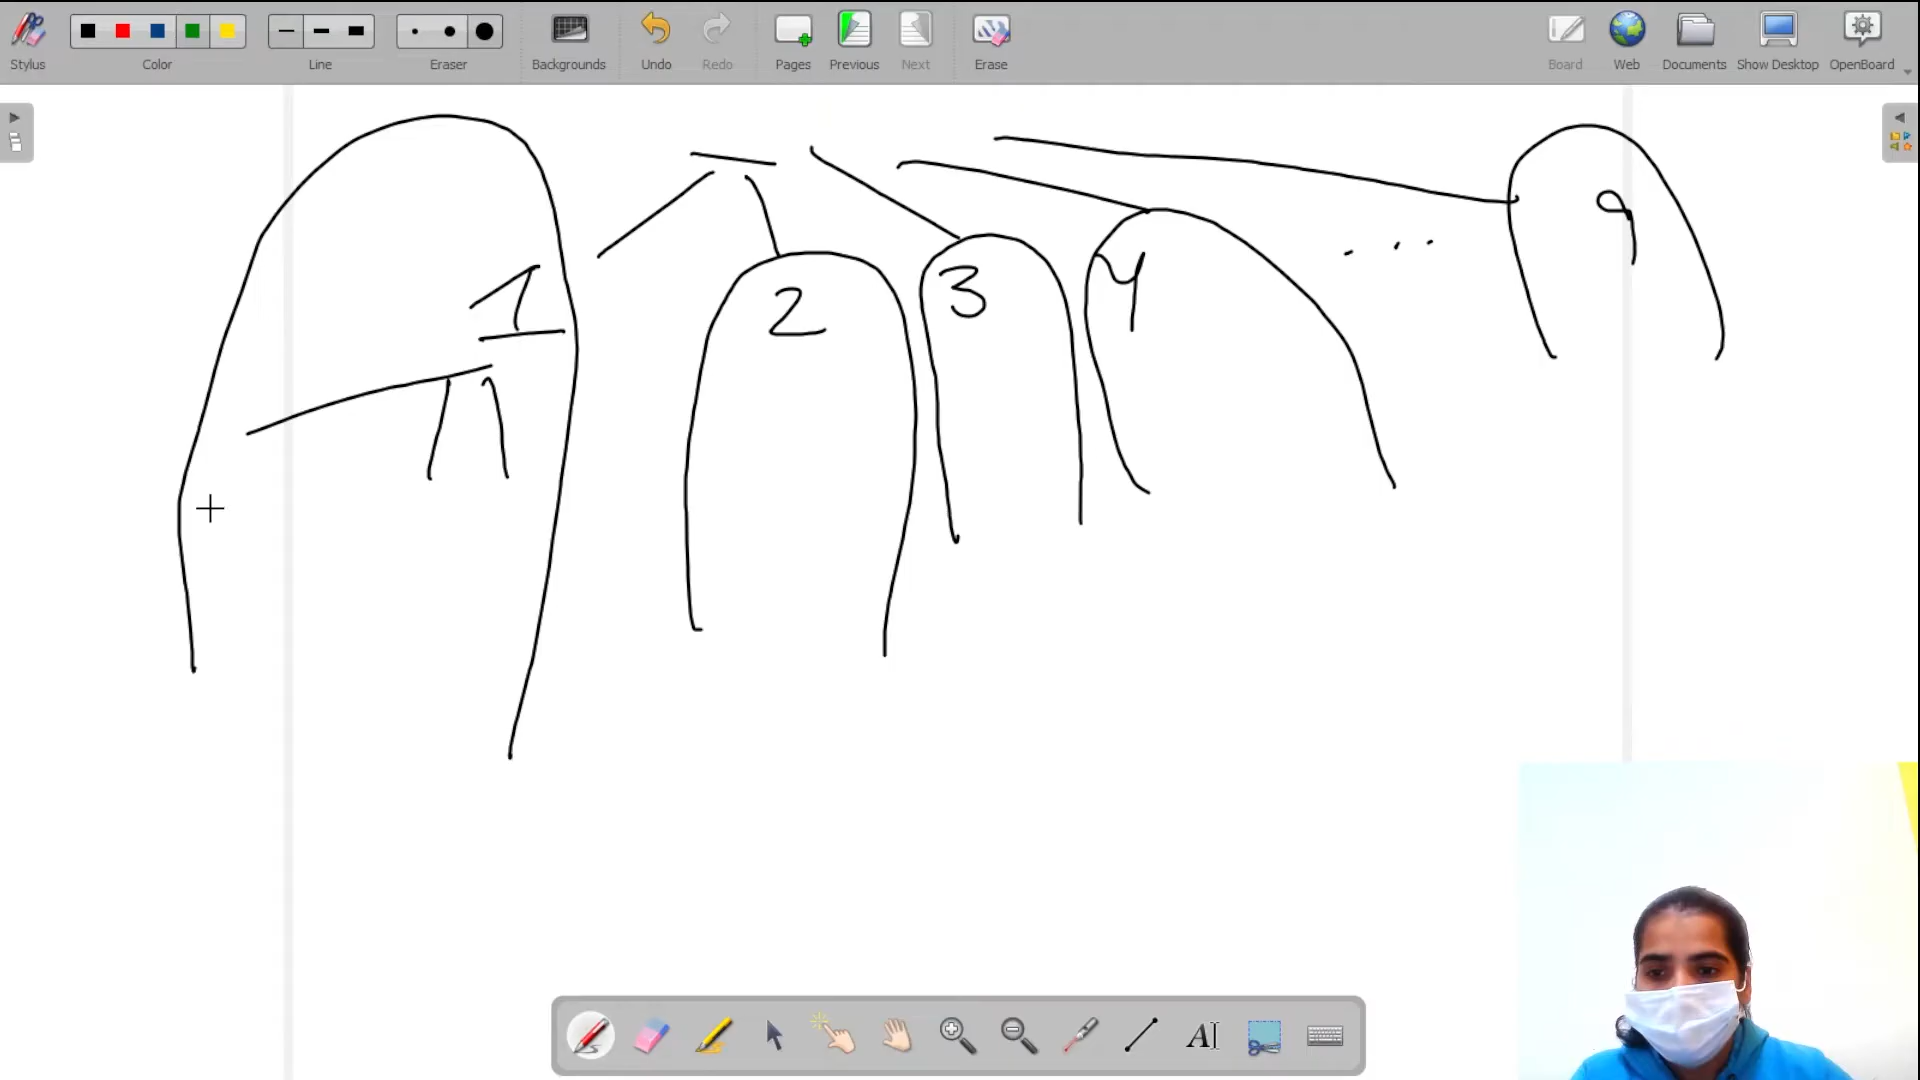 Stylus Color Line Eraser Backgrounds Undo Redo Pages Previous Next Erase Board Web Documents Show Desktop OpenBoard
1 2 3 4 ... 9
AI